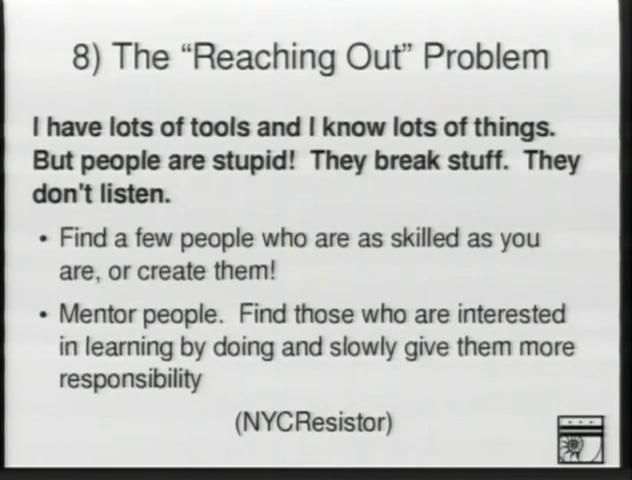 8) The “Reaching Out” Problem
I have lots of tools and I know lots of things.
But people are stupid!  They break stuff.  They
don't listen.
• Find a few people who are as skilled as you
are, or create them!
• Mentor people.  Find those who are interested
in learning by doing and slowly give them more
responsibility
(NYCResistor)